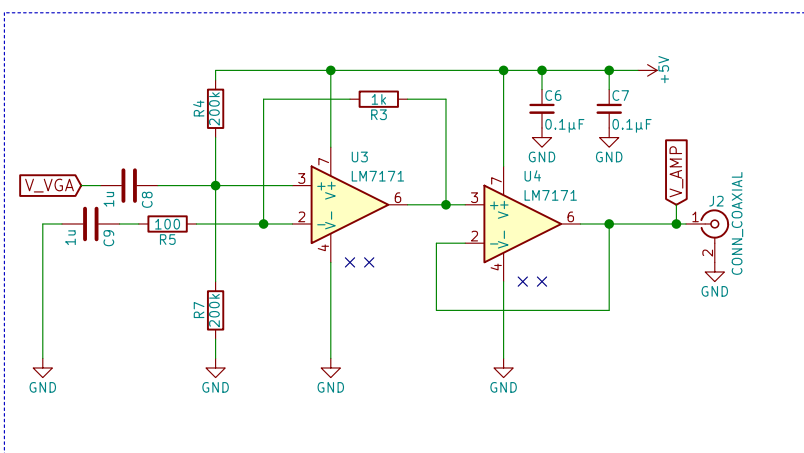 +5V
R4
200k
1k
R3
C6
0.1µF
GND
C7
0.1µF
GND
V_VGA
1u
C8
3
2
7
+
V+
-
V-
4
6
U3
LM7171
1u
C9
100
R5
3
2
7
+
V+
-
V-
4
6
U4
LM7171
V_AMP
J2
1
2
CONN_COAXIAL
GND
R7
200k
GND
GND
GND
GND